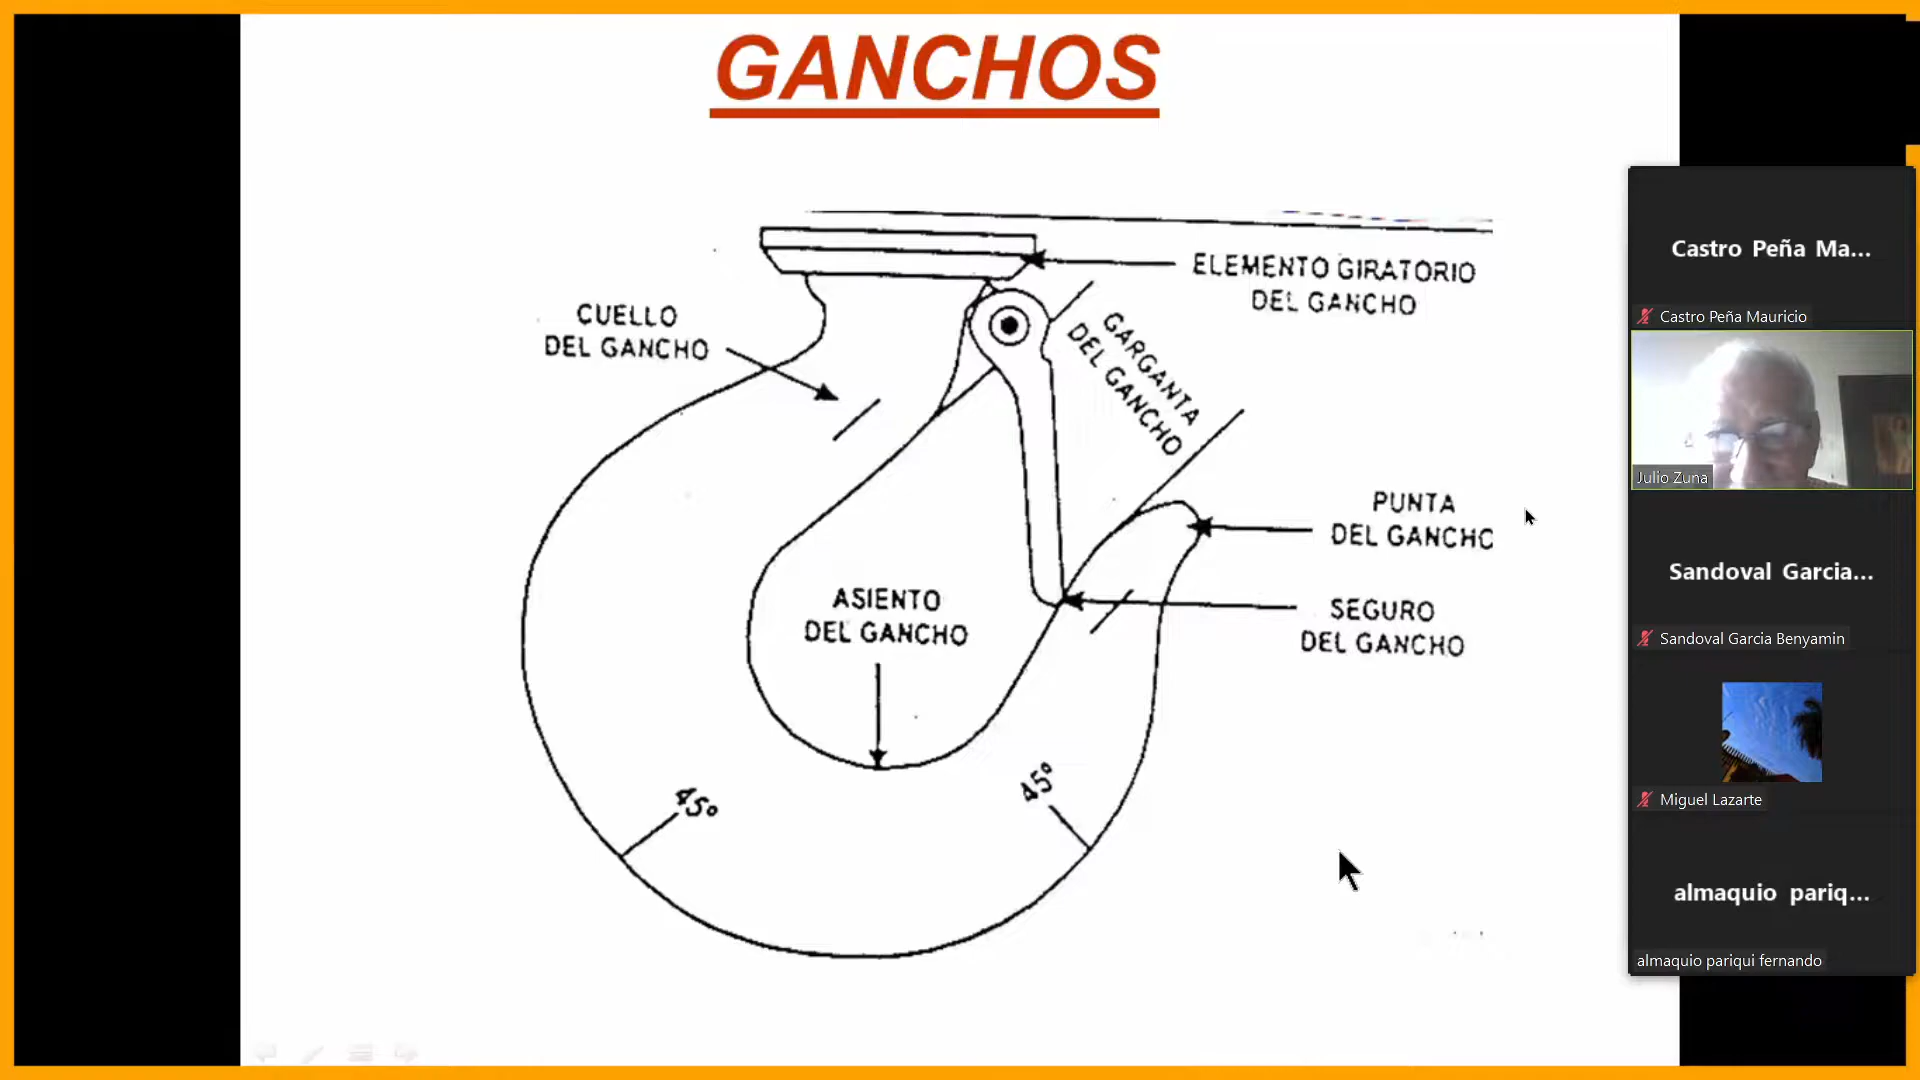 GANCHOS
ELEMENTO GIRATORIO
DEL GANCHO
CUELLO
DEL GANCHO
GARGANTA
DEL GANCHO
PUNTA
DEL GANCHO
ASIENTO
DEL GANCHO
SEGURO
DEL GANCHO
45°
45°
Castro Peña Ma...
Castro Peña Mauricio
Julio Zuna
Sandoval Garcia...
Sandoval Garcia Benyamin
Miguel Lazarte
almaquio pariq...
almaquio pariqui fernando